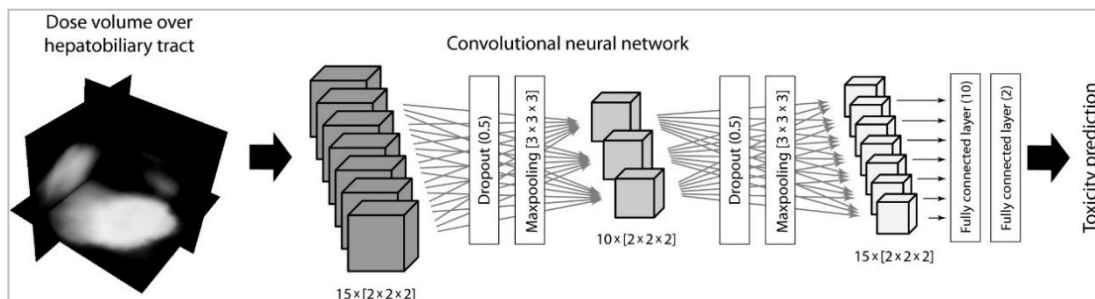 Dose volume over
hepatobiliary tract
Convolutional neural network
Dropout (0.5)
Maxpooling [3 x 3 x 3]
Dropout (0.5)
Maxpooling [3 x 3 x 3]
Fully connected layer (10)
Fully connected layer (2)
Toxicity prediction
15 x [2 x 2 x 2]
10 x [2 x 2 x 2]
15 x [2 x 2 x 2]